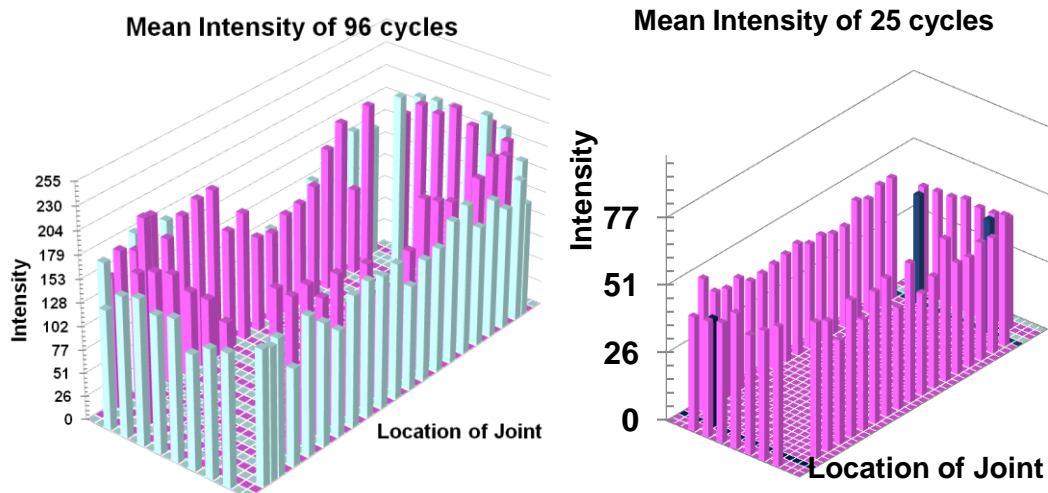 Mean Intensity of 96 cycles
255
230
204
179
153
128
102
77
51
26
0
Intensity
Location of Joint
Mean Intensity of 25 cycles
77
51
26
0
Intensity
Location of Joint